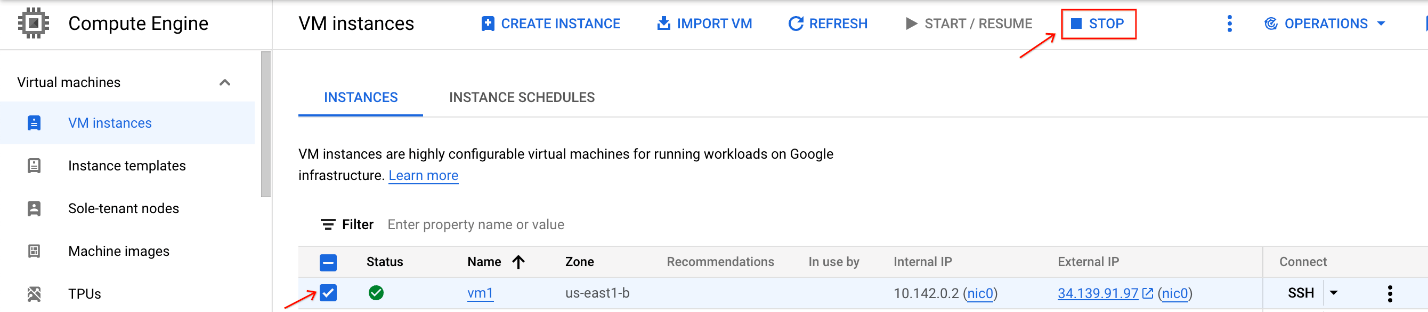 Compute Engine
VM instances
CREATE INSTANCE
IMPORT VM
REFRESH
START / RESUME
STOP
OPERATIONS
Virtual machines
VM instances
Instance templates
Sole-tenant nodes
Machine images
TPUs
INSTANCES
INSTANCE SCHEDULES
VM instances are highly configurable virtual machines for running workloads on Google
infrastructure. Learn more
Filter Enter property name or value
Status Name Zone Recommendations In use by Internal IP External IP Connect
vm1 us-east1-b 10.142.0.2 (nic0) 34.139.91.97 (nic0) SSH